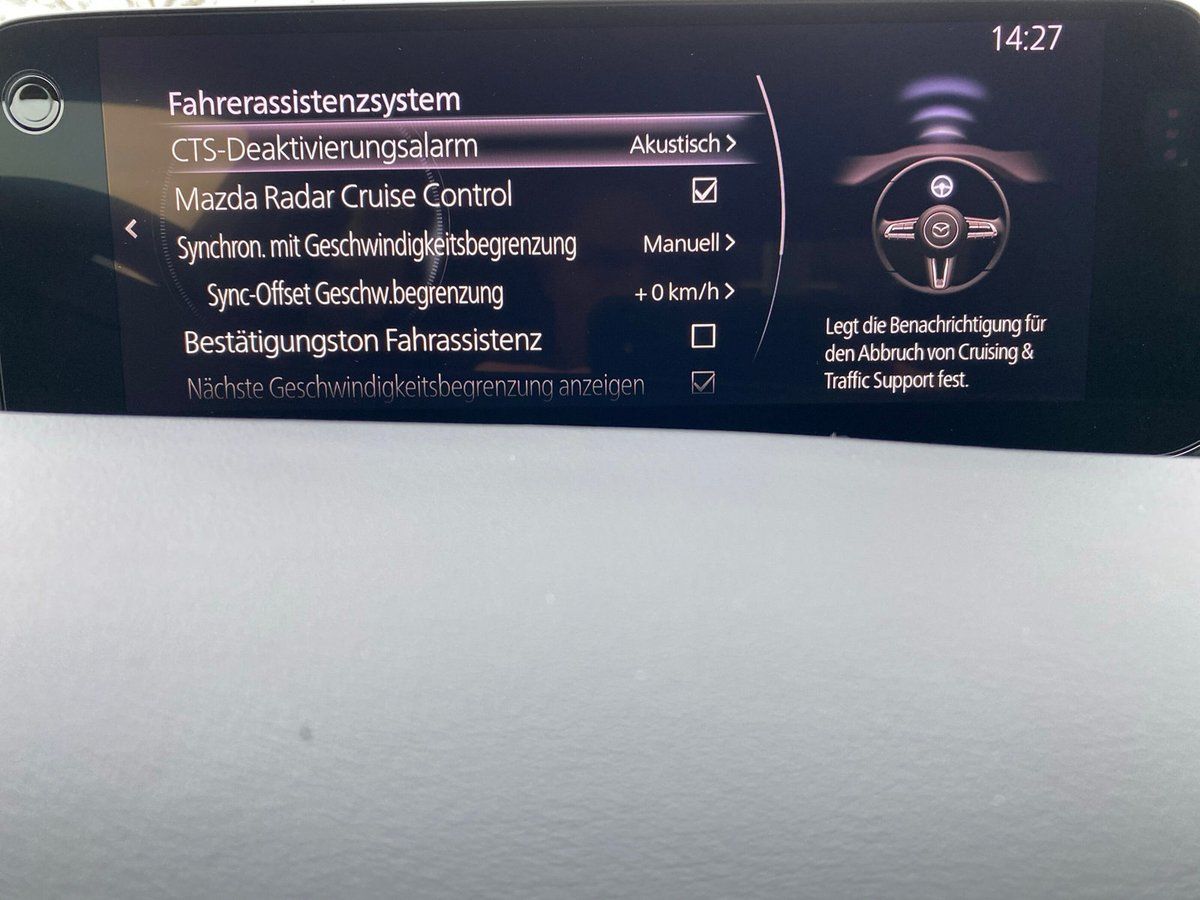 14:27
Fahrerassistenzsystem
CTS-Deaktivierungsalarm Akustisch >
Mazda Radar Cruise Control
Synchron. mit Geschwindigkeitsbegrenzung Manuell >
Sync-Offset Geschw.begrenzung + 0 km/h >
Bestätigungston Fahrassistenz
Nächste Geschwindigkeitsbegrenzung anzeigen
Legt die Benachrichtigung für
den Abbruch von Cruising &
Traffic Support fest.